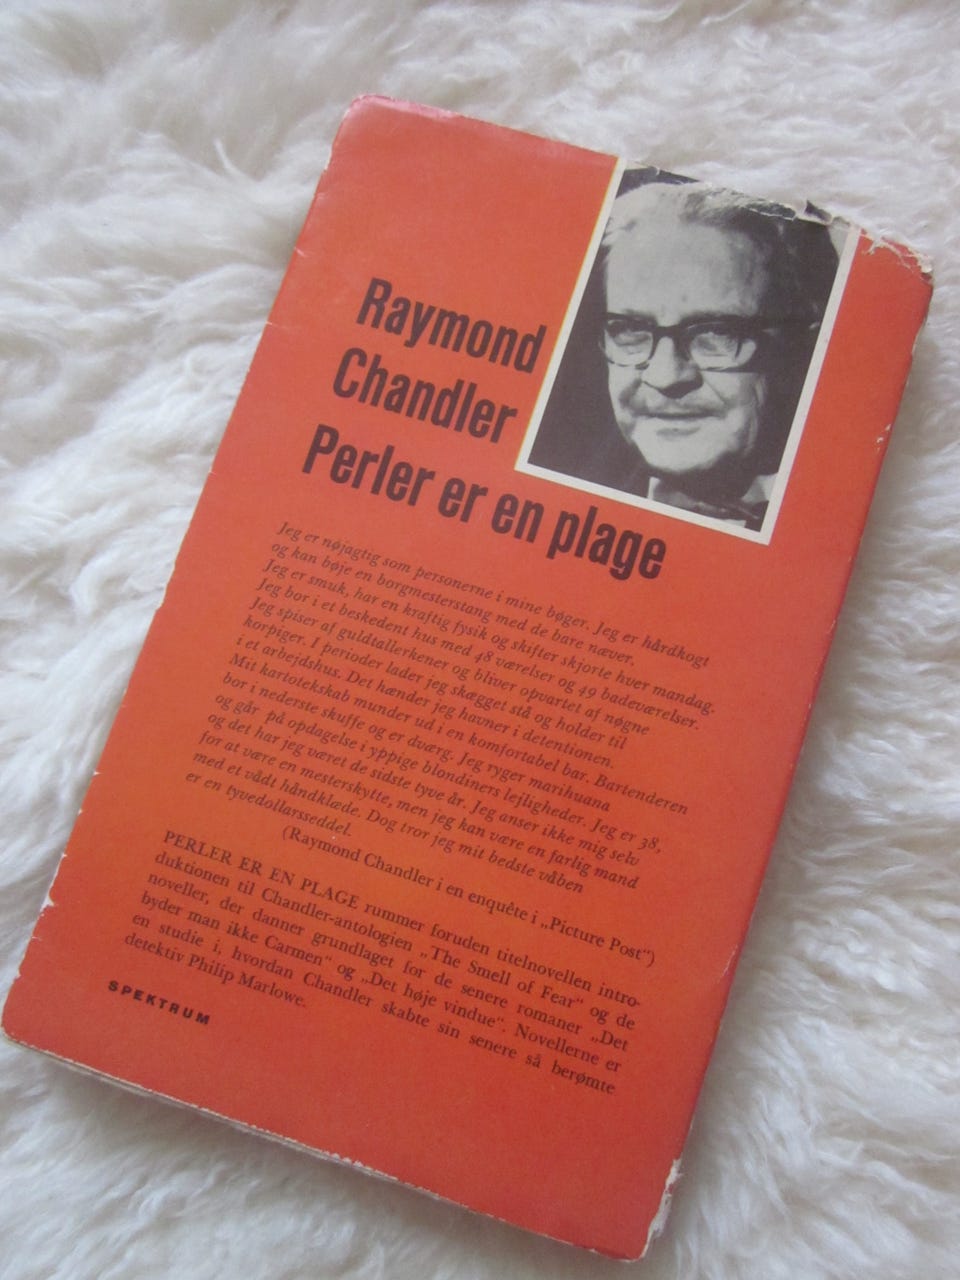 Raymond
Chandler
Perler er en plage
Jeg er nøjagtig som personerne i mine bøger. Jeg er hårdkogt
og kan bøje en borgmesterstang med de bare næver.
Jeg er smuk, har en kraftig fysik og skifter skjorte hver mandag.
Jeg bor i et beskedent hus med 48 værelser og 49 badeværelser.
Jeg spiser af guldtallerkener og bliver opvartet af nøgne
korpiger. I perioder lader jeg skægget stå og holder til
i et arbejdshus. Det hænder jeg havner i detentionen.
Mit kartotekskab munder ud i en komfortabel bar. Bartenderen
bor i nederste skuffe og er dværg. Jeg ryger marihuana
og går på opdagelse i yppige blondiners lejligheder. Jeg er 38,
og det har jeg været de sidste tyve år. Jeg anser ikke mig selv
for at være en mesterskytte, men jeg kan være en farlig mand
med et vådt håndklæde. Dog tror jeg mit bedste våben
er en tyvedollarsseddel.
(Raymond Chandler i en enquête i „Picture Post“)
PERLER ER EN PLAGE rummer foruden titelnovellen intro-
duktionen til Chandler-antologien „The Smell of Fear“ og de
noveller, der danner grundlaget for de senere romaner „Det
byder man ikke Carmen“ og „Det høje vindue“. Novellerne er
en studie i, hvordan Chandler skabte sin senere så berømte
detektiv Philip Marlowe.
SPEKTRUM